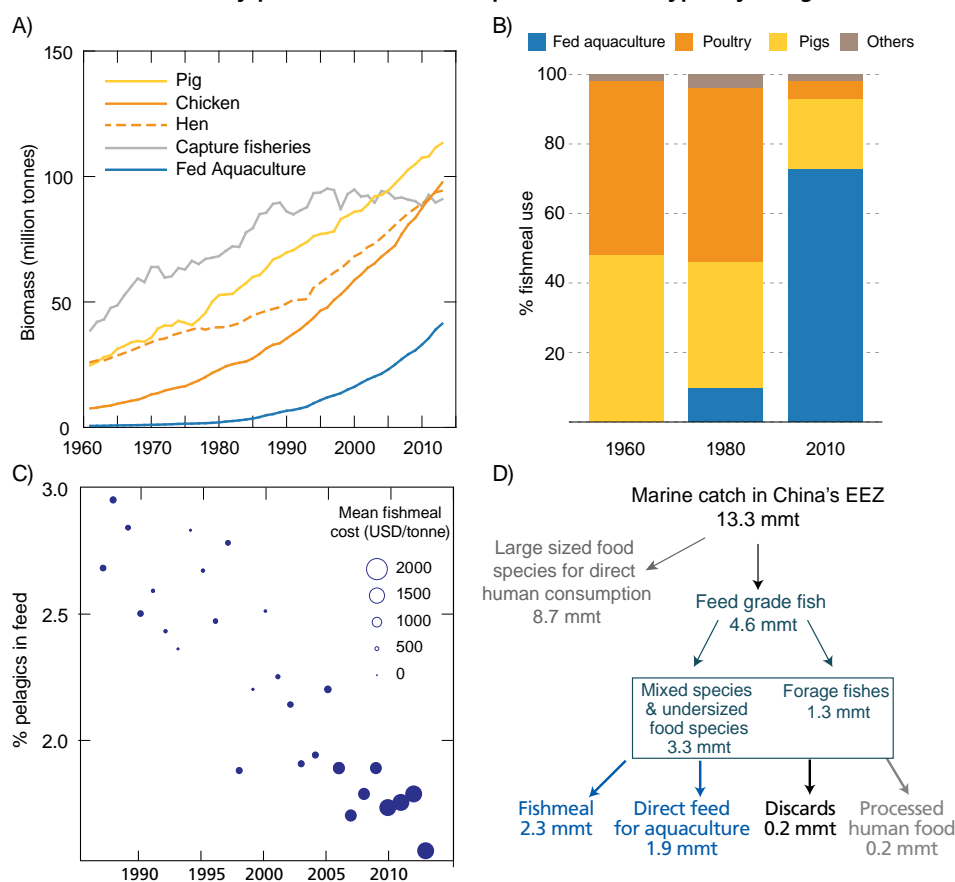 A)
150
100
50
0
Biomass (million tonnes)
Pig
Chicken
Hen
Capture fisheries
Fed Aquaculture
1960 1970 1980 1990 2000 2010
B)
Fed aquaculture Poultry Pigs Others
100
80
60
40
20
% fishmeal use
1960 1980 2010
C)
3.0
2.5
2.0
% pelagics in feed
Mean fishmeal
cost (USD/tonne)
2000
1500
1000
500
0
1990 1995 2000 2005 2010
D)
Marine catch in China's EEZ
13.3 mmt
Large sized food
species for direct
human consumption
8.7 mmt
Feed grade fish
4.6 mmt
Mixed species
& undersized
food species
3.3 mmt
Forage fishes
1.3 mmt
Fishmeal
2.3 mmt
Direct feed
for aquaculture
1.9 mmt
Discards
0.2 mmt
Processed
human food
0.2 mmt